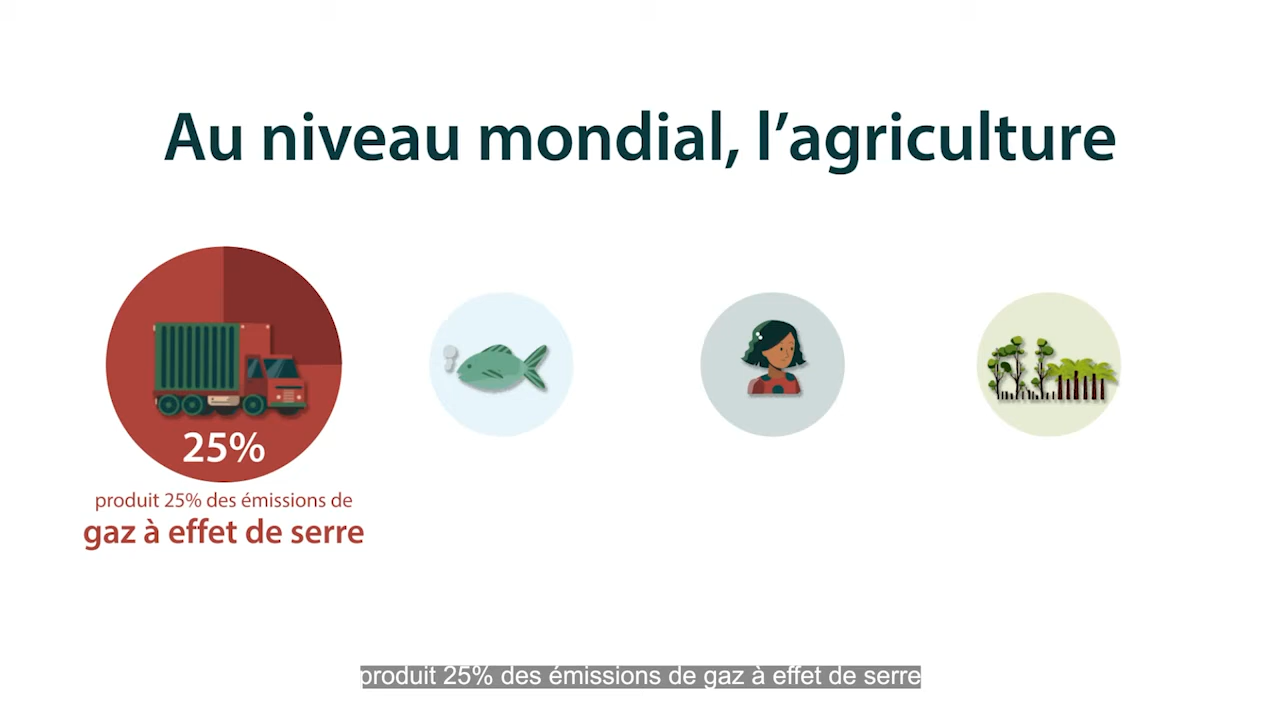 Au niveau mondial, l’agriculture
25%
produit 25% des émissions de
gaz à effet de serre
produit 25% des émissions de gaz à effet de serre